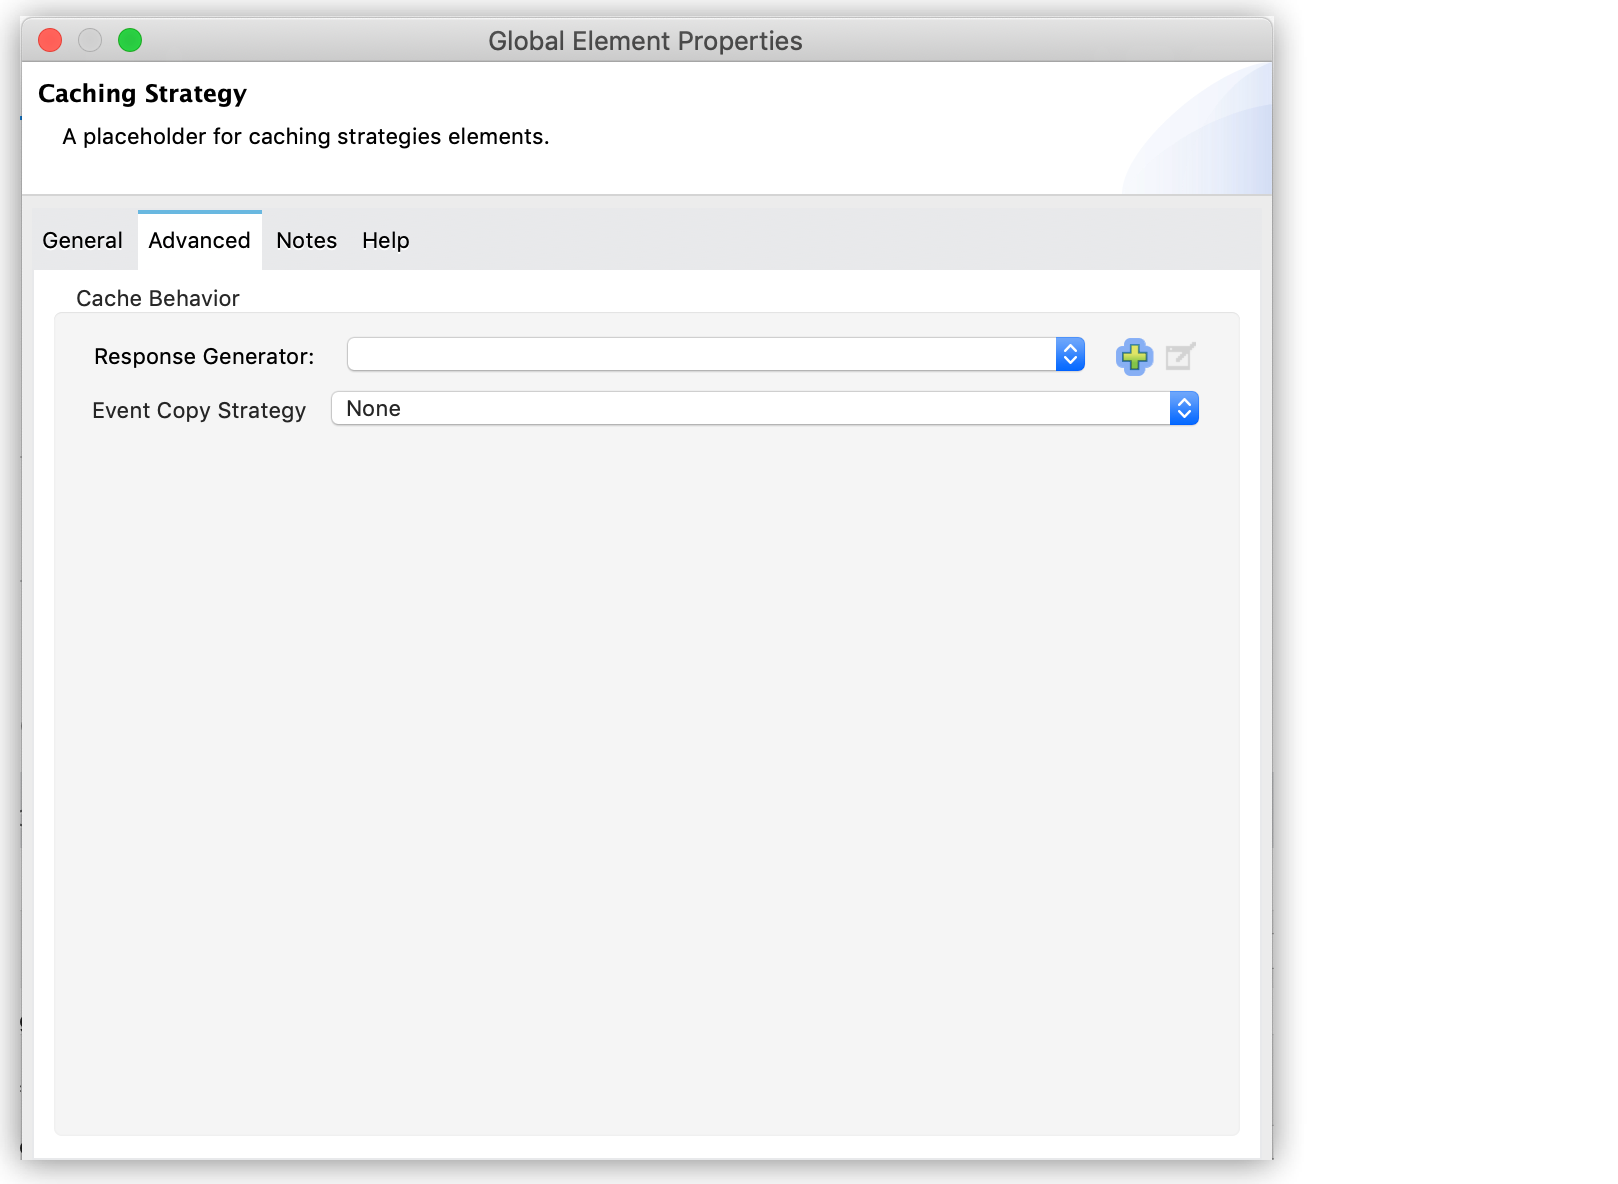 Global Element Properties
Caching Strategy
A placeholder for caching strategies elements.
General Advanced Notes Help
Cache Behavior
Response Generator:
Event Copy Strategy None